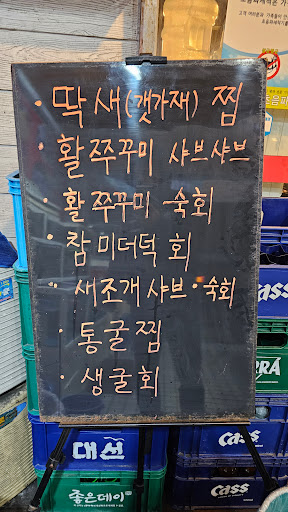 · 딱새(갯가재) 찜
· 활쭈꾸미 샤브샤브
· 활쭈꾸미 숙회
· 참미더덕 회
· 새조개샤브·숙회
· 통굴찜
· 생굴회
대선
좋은데이
Cass
Cass
Cass
Cass